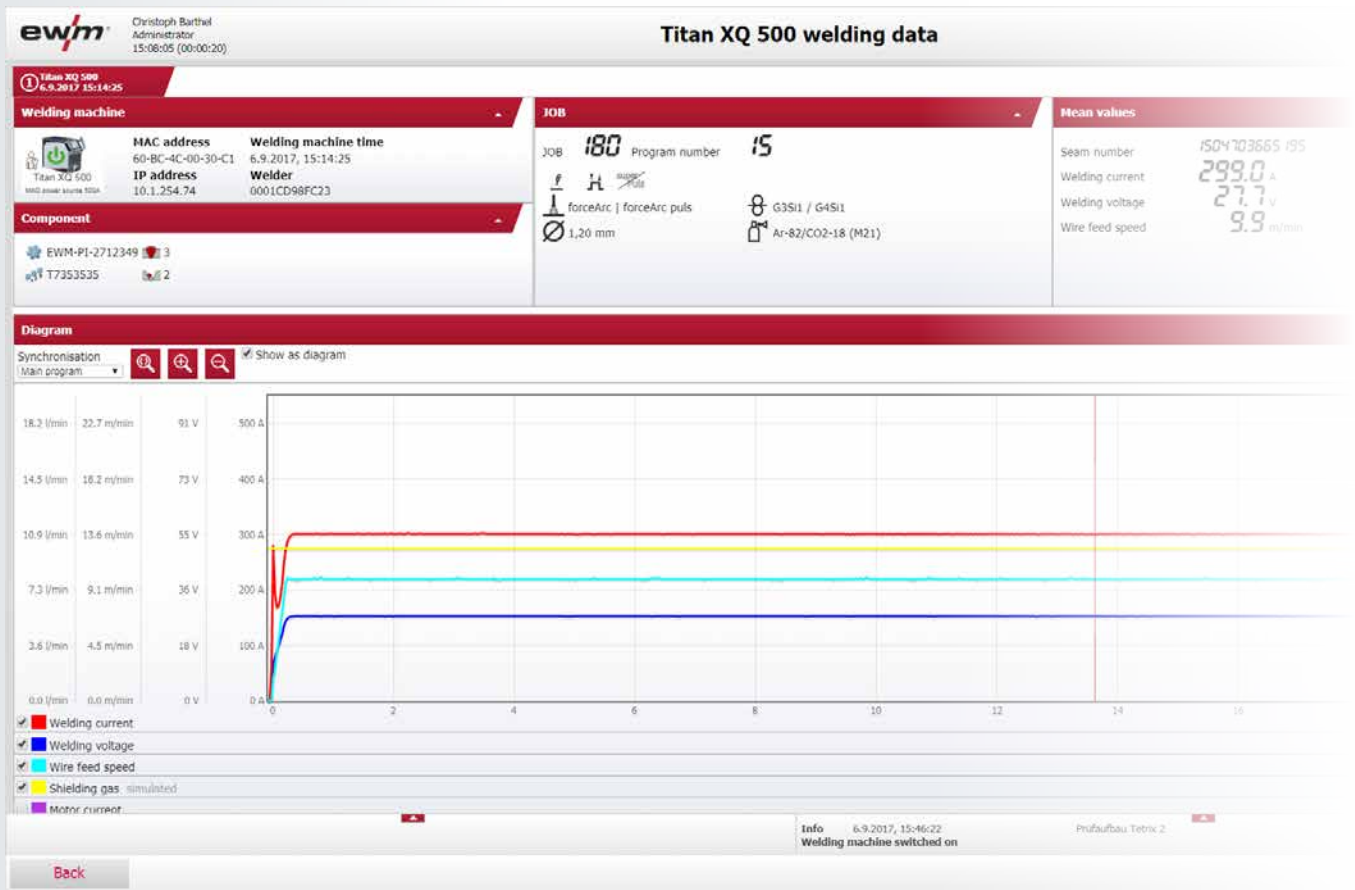 ewm
Christoph Barthel
Administrator
15:08:05 (00:00:20)
Titan XQ 500 welding data
1 Titan XQ 500
6.9.2017 15:14:25
Welding machine
MAC address Welding machine time
60-BC-4C-00-30-C1 6.9.2017, 15:14:25
IP address Welder
10.1.254.74 0001CD98FC23
Titan XQ 500
MAG power source 500A
Component
EWM-PI-2712349 3
T7353535 2
JOB
JOB 180 Program number 15
super
Puls
forceArc | forceArc puls G3Si1 / G4Si1
1,20 mm Ar-82/CO2-18 (M21)
Mean values
Seam number 1504703665 195
Welding current 299.0 A
Welding voltage 27.7 V
Wire feed speed 9.9 m/min
Diagram
Synchronisation
Main program
Show as diagram
18.2 l/min 22.7 m/min 91 V 500 A
14.5 l/min 18.2 m/min 73 V 400 A
10.9 l/min 13.6 m/min 55 V 300 A
7.3 l/min 9.1 m/min 36 V 200 A
3.6 l/min 4.5 m/min 18 V 100 A
0.0 l/min 0.0 m/min 0 V 0 A
0 2 4 6 8 10 12 14 16
Welding current
Welding voltage
Wire feed speed
Shielding gas simulated
Motor current
Info 6.9.2017, 15:46:22 Prüfaufbau Tetrix 2
Welding machine switched on
Back